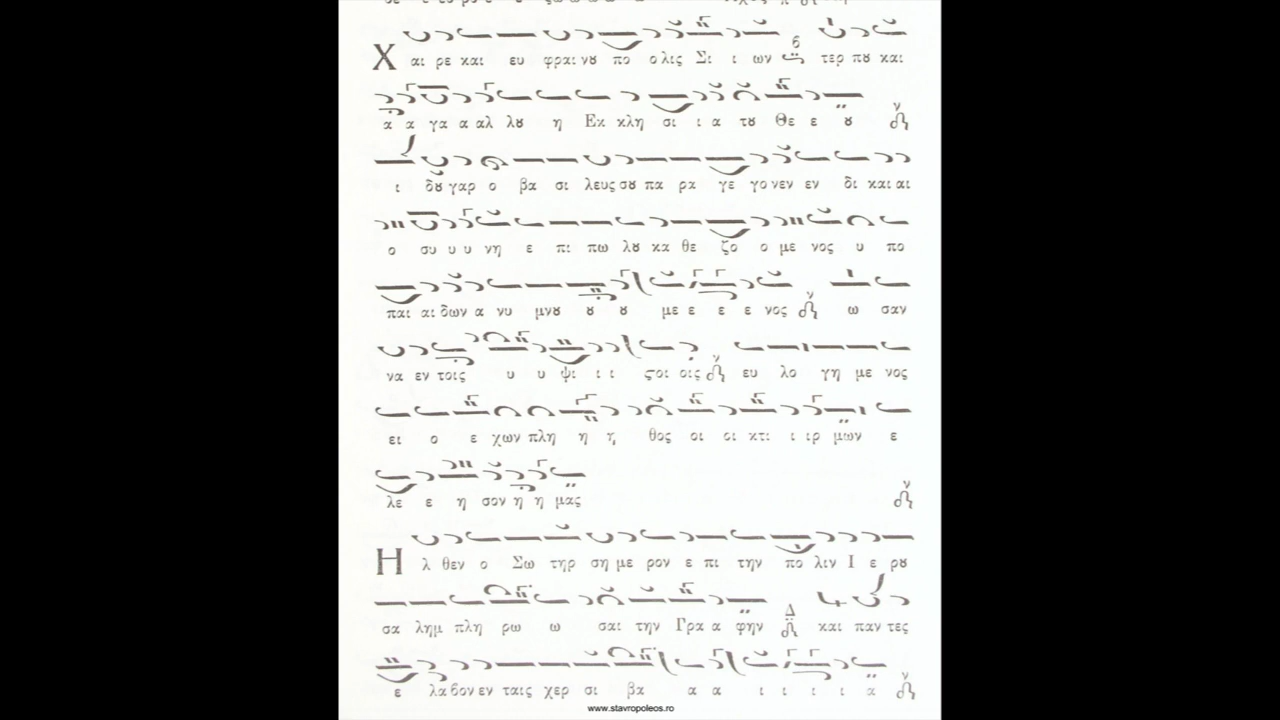 Χ αι ρε και ευ φραι νȣ πο ο λις Σι ι ων τερ πȣ και
α α γα α αλ λȣ η Εκ κλη σι ι α τȣ Θε ε ȣ
ι δȣ γαρ ο βα σι λευς σȣ πα ρα γε γο νεν εν δι και αι
ο συ υ υ νη ε πι πω λȣ κα θε ζο ο με νος υ πο
παι αι δων α νυ μνȣ ȣ ȣ με ε ε ε νος ω σαν
να εν τοις υ υ ψι ι ι ςοι οις ευ λο γη με νος
ει ο ε χων πλη η η θος οι οι κτι ι ιρ μων ε
λε ε η σον η η μας
Η λ θεν ο Σω τηρ ση με ρον ε πι την πο λιν Ι ε ρȣ
σα λημ πλη ρω ω σαι την Γρα α φην Δ και παν τες
ε λα βον εν ταις χερ σι βα α α ι ι ι ι α
www.stavropoleos.ro